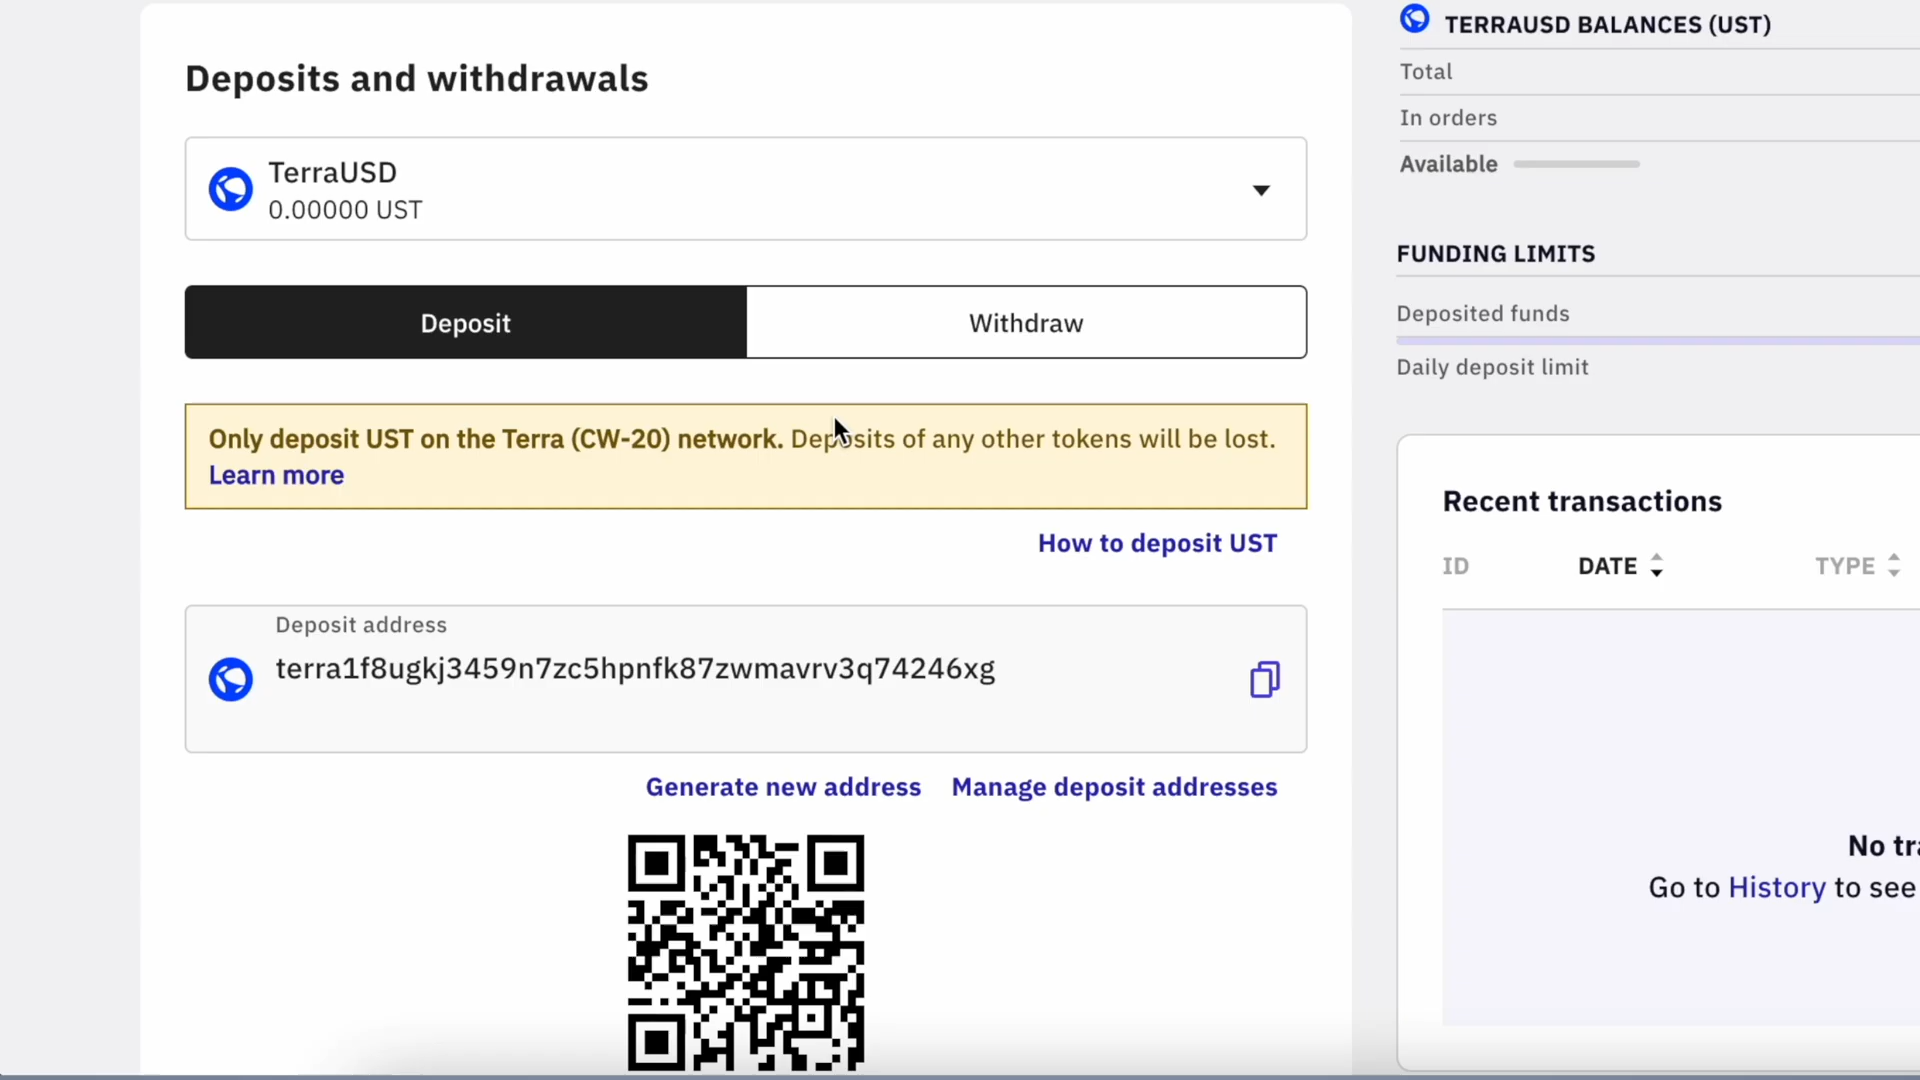 Deposits and withdrawals
TerraUSD
0.00000 UST
Deposit
Withdraw
Only deposit UST on the Terra (CW-20) network. Deposits of any other tokens will be lost.
Learn more
How to deposit UST
Deposit address
terra1f8ugkj3459n7zc5hpnfk87zwmavrv3q74246xg
Generate new address
Manage deposit addresses
TERRAUSD BALANCES (UST)
Total
In orders
Available
FUNDING LIMITS
Deposited funds
Daily deposit limit
Recent transactions
ID DATE TYPE
No tra
Go to History to see